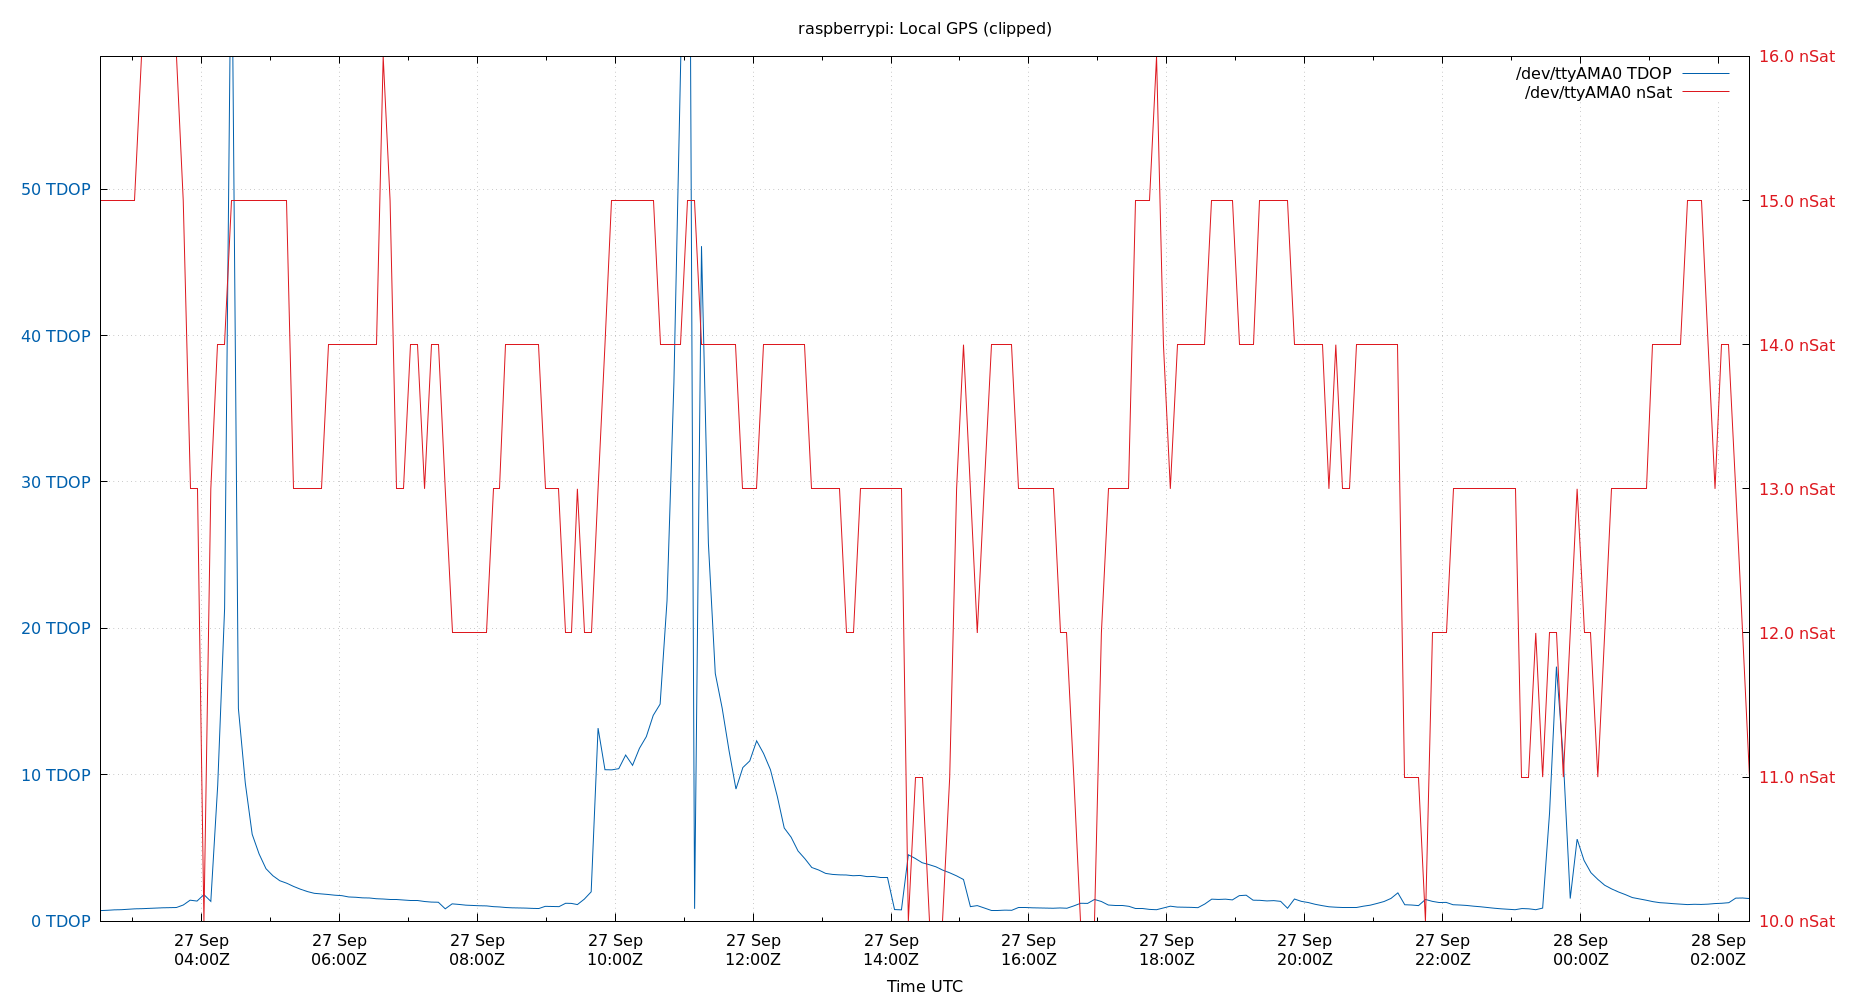 raspberrypi: Local GPS (clipped)
/dev/ttyAMA0 TDOP
/dev/ttyAMA0 nSat
50 TDOP
40 TDOP
30 TDOP
20 TDOP
10 TDOP
0 TDOP
16.0 nSat
15.0 nSat
14.0 nSat
13.0 nSat
12.0 nSat
11.0 nSat
10.0 nSat
27 Sep
04:00Z
27 Sep
06:00Z
27 Sep
08:00Z
27 Sep
10:00Z
27 Sep
12:00Z
27 Sep
14:00Z
27 Sep
16:00Z
27 Sep
18:00Z
27 Sep
20:00Z
27 Sep
22:00Z
28 Sep
00:00Z
28 Sep
02:00Z
Time UTC